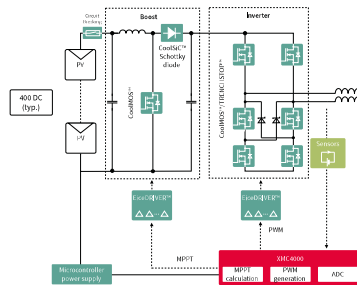 Circuit
Boost
Inverter
CoolSiC™
Schottky
diode
PV
CoolMOS™
CoolMOS™/TRENCHSTOP™
400 DC
(typ.)
PV
Sensors
EiceDRIVER™
EiceDRIVER™
PWM
MPPT
XMC4000
Microcontroller
power supply
MPPT
calculation
PWM
generation
ADC